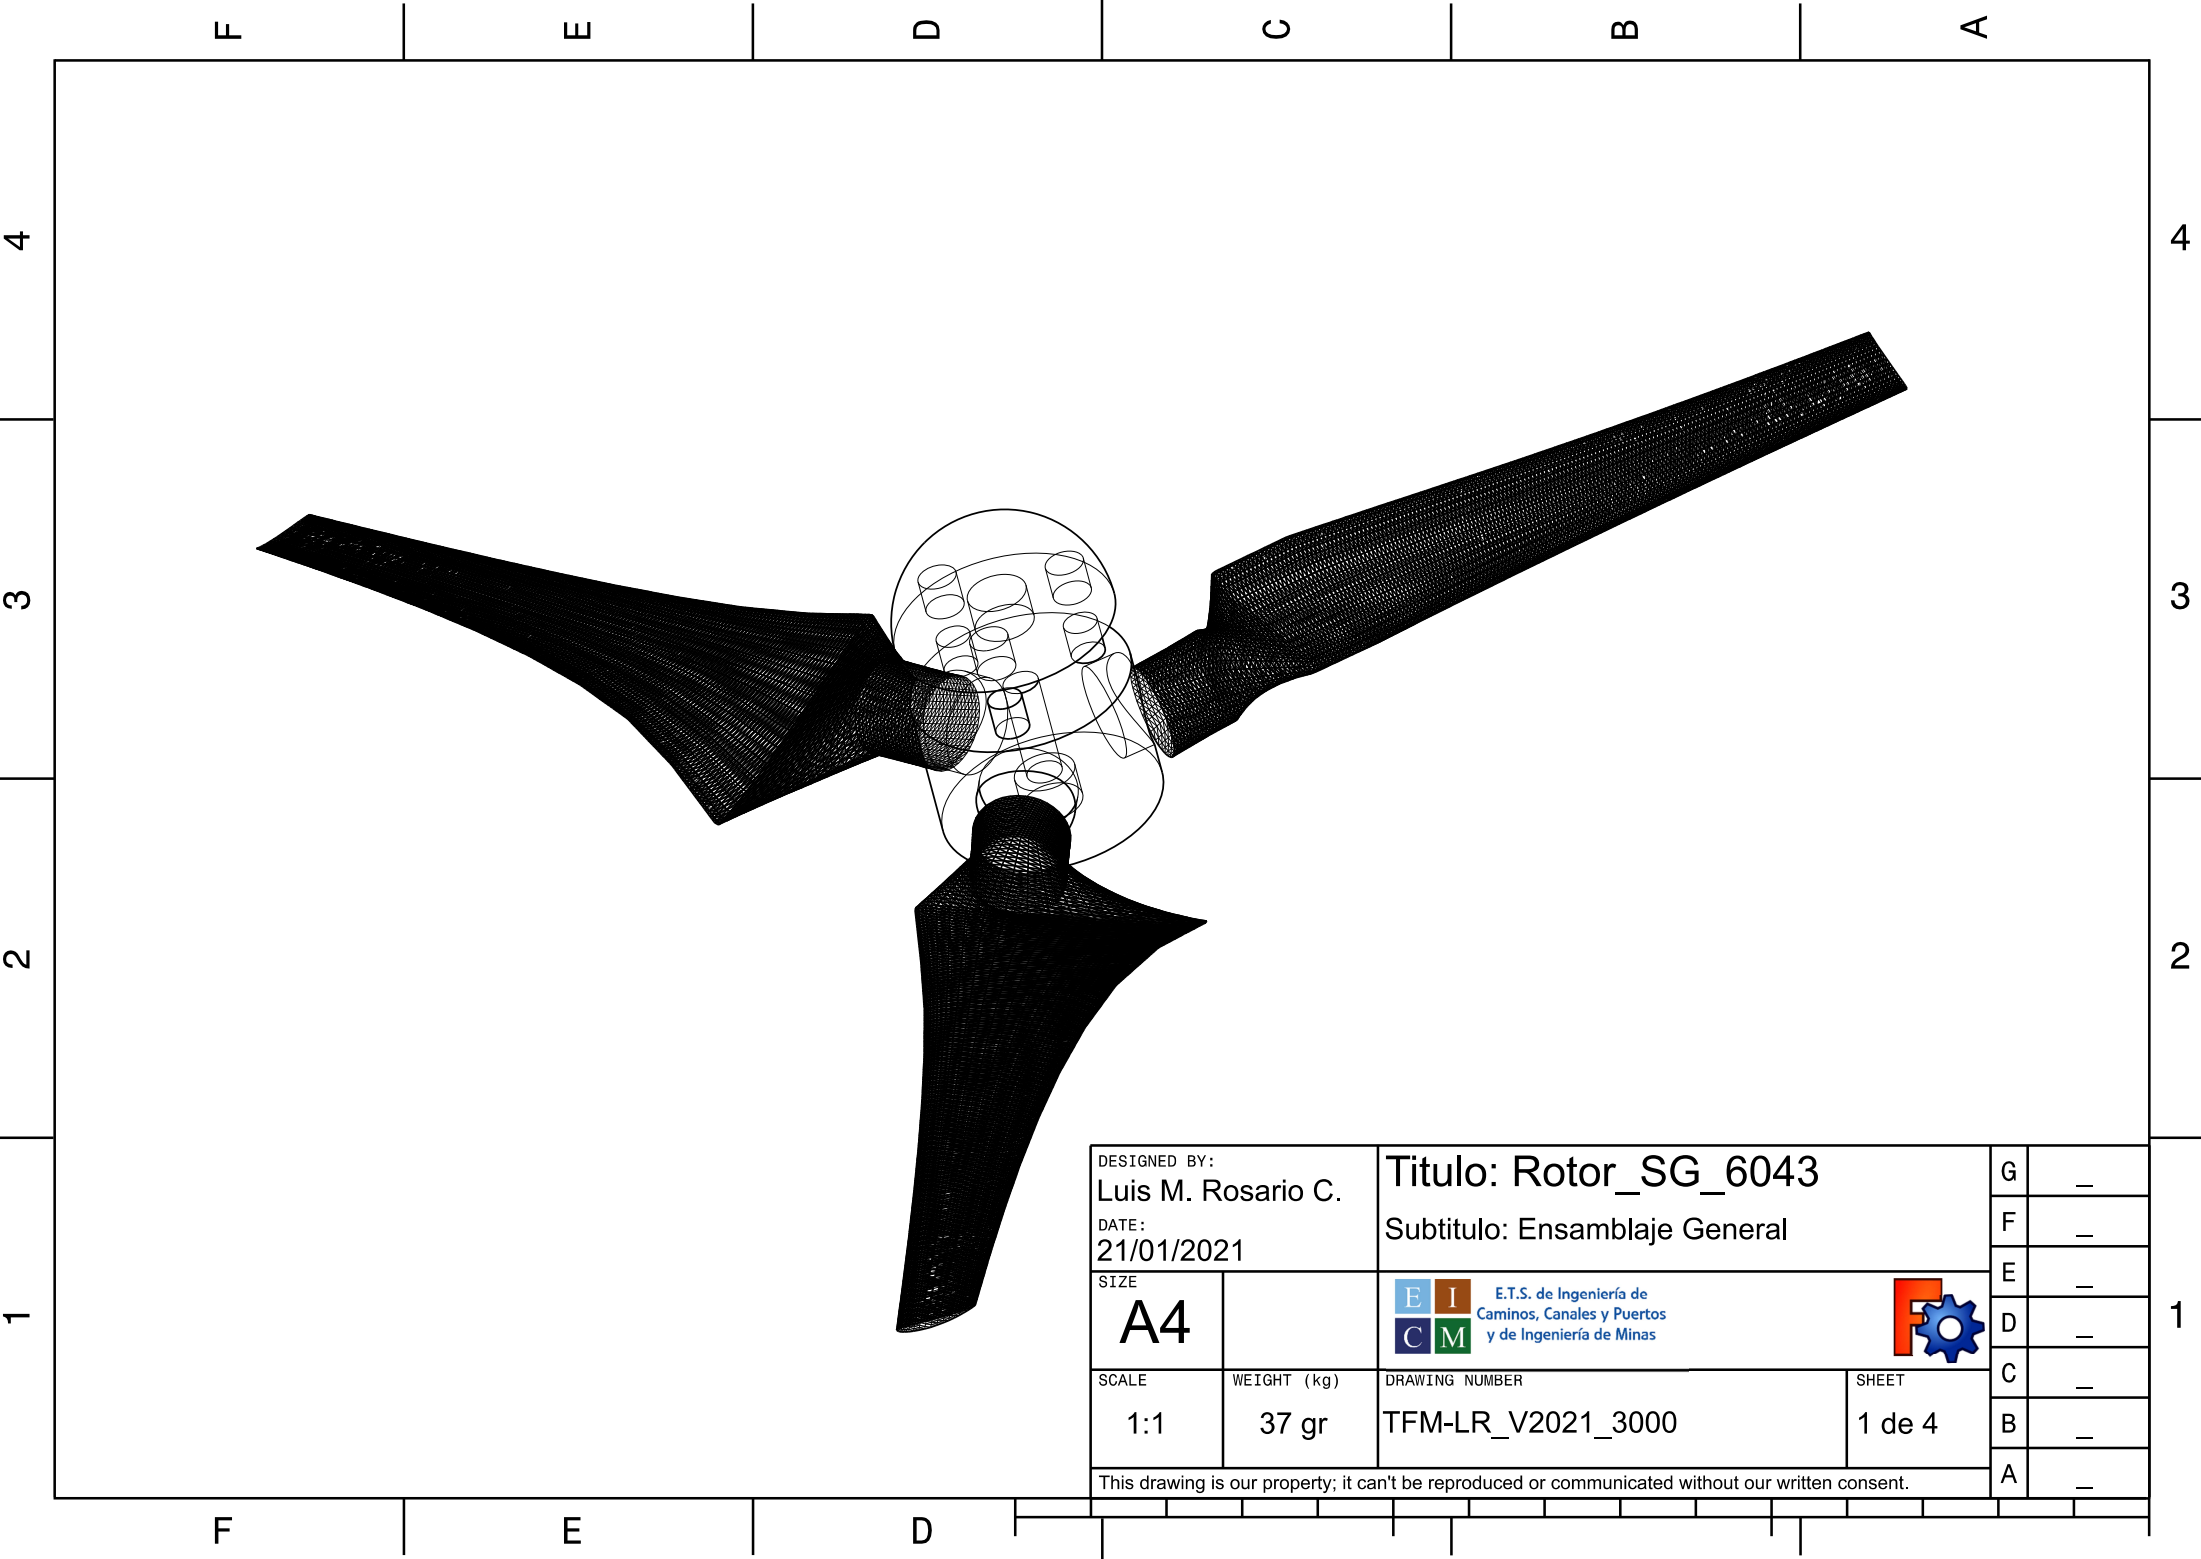 F E D C B A
4 4
3 3
2 2
1 1
DESIGNED BY:
Luis M. Rosario C.
DATE:
21/01/2021
Titulo: Rotor_SG_6043
Subtitulo: Ensamblaje General
SIZE
A4
E I
C M
E.T.S. de Ingeniería de
Caminos, Canales y Puertos
y de Ingeniería de Minas
SCALE
1:1
WEIGHT (kg)
37 gr
DRAWING NUMBER
TFM-LR_V2021_3000
SHEET
1 de 4
This drawing is our property; it can't be reproduced or communicated without our written consent.
G _
F _
E _
D _
C _
B _
A _
F E D